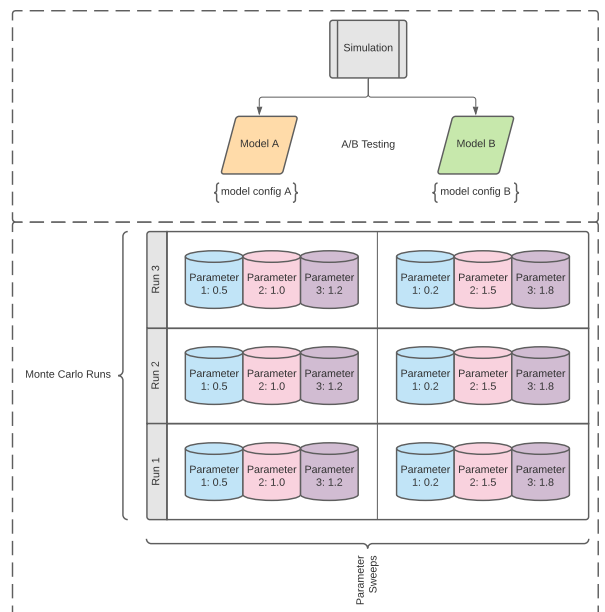 Simulation
Model A
A/B Testing
Model B
{ model config A }
{ model config B }
Run 3
Parameter
1: 0.5
Parameter
2: 1.0
Parameter
3: 1.2
Parameter
1: 0.2
Parameter
2: 1.5
Parameter
3: 1.8
Monte Carlo Runs
Run 2
Parameter
1: 0.5
Parameter
2: 1.0
Parameter
3: 1.2
Parameter
1: 0.2
Parameter
2: 1.5
Parameter
3: 1.8
Run 1
Parameter
1: 0.5
Parameter
2: 1.0
Parameter
3: 1.2
Parameter
1: 0.2
Parameter
2: 1.5
Parameter
3: 1.8
Parameter
Sweeps